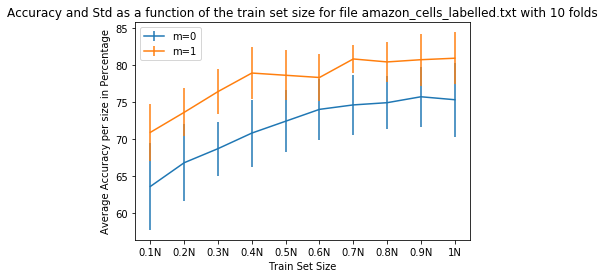 Accuracy and Std as a function of the train set size for file amazon_cells_labelled.txt with 10 folds
85
80
75
70
65
60
Average Accuracy per size in Percentage
m=0
m=1
0.1N 0.2N 0.3N 0.4N 0.5N 0.6N 0.7N 0.8N 0.9N 1N
Train Set Size